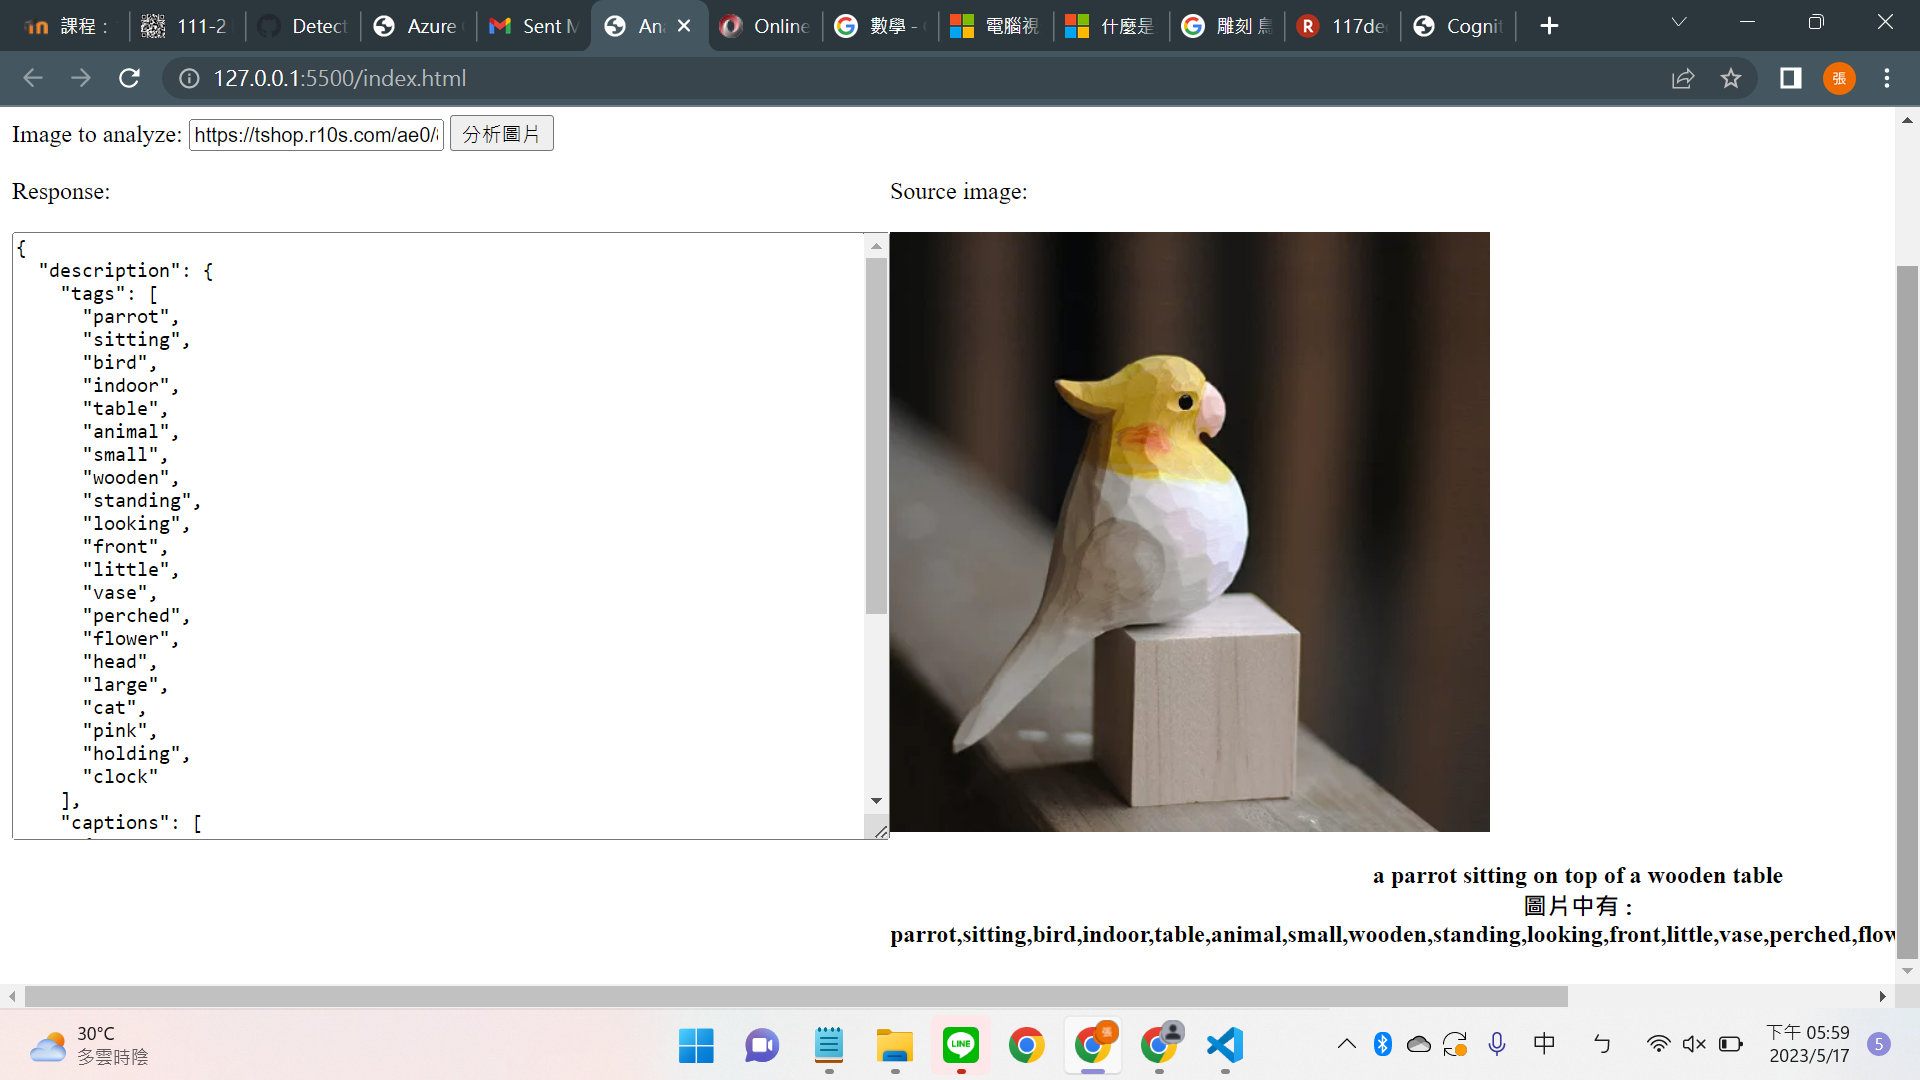 課程：
111-2
Detect
Azure
Sent M
Ana
Online
數學 -
電腦視
什麼是
雕刻 鳥
117de
Cognit
127.0.0.1:5500/index.html
張
Image to analyze: https://tshop.r10s.com/ae0/ 分析圖片
Response:
Source image:
{
"description": {
"tags": [
"parrot",
"sitting",
"bird",
"indoor",
"table",
"animal",
"small",
"wooden",
"standing",
"looking",
"front",
"little",
"vase",
"perched",
"flower",
"head",
"large",
"cat",
"pink",
"holding",
"clock"
],
"captions": [
a parrot sitting on top of a wooden table
圖片中有 :
parrot,sitting,bird,indoor,table,animal,small,wooden,standing,looking,front,little,vase,perched,flow
30°C
多雲時陰
LINE
張
中
ㄅ
下午 05:59
2023/5/17
5